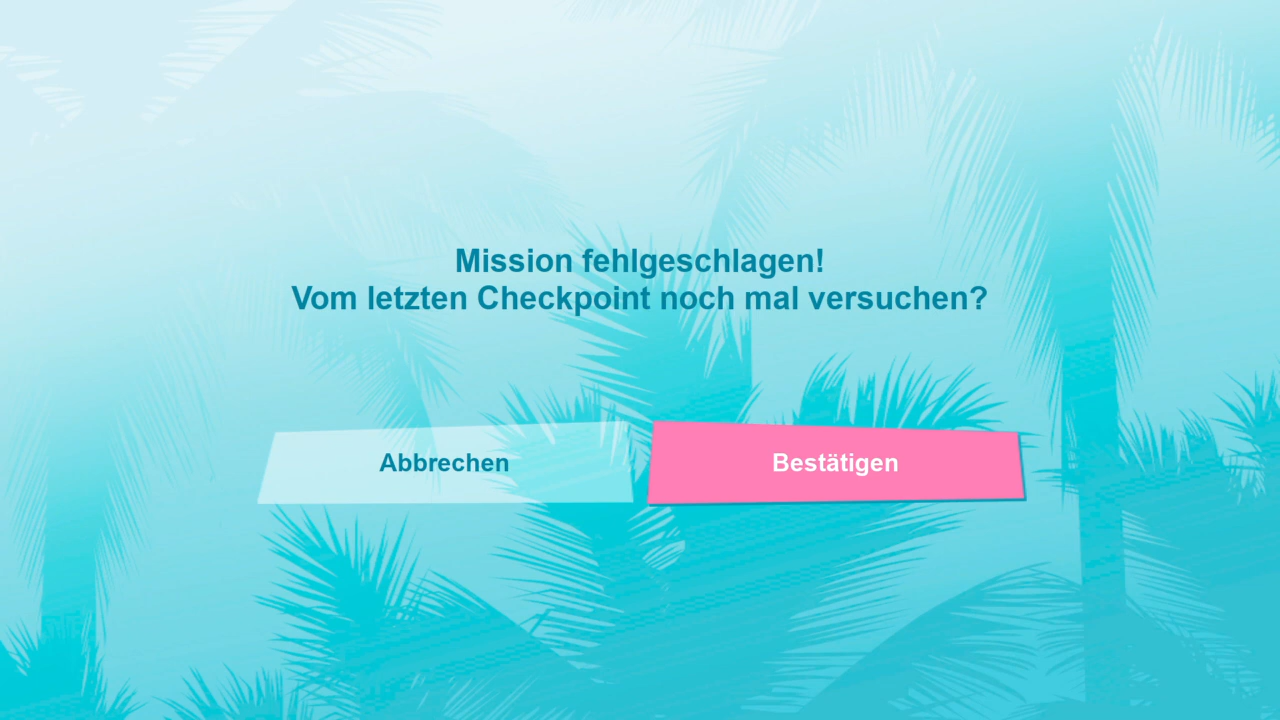 Mission fehlgeschlagen!
Vom letzten Checkpoint noch mal versuchen?
Abbrechen
Bestätigen